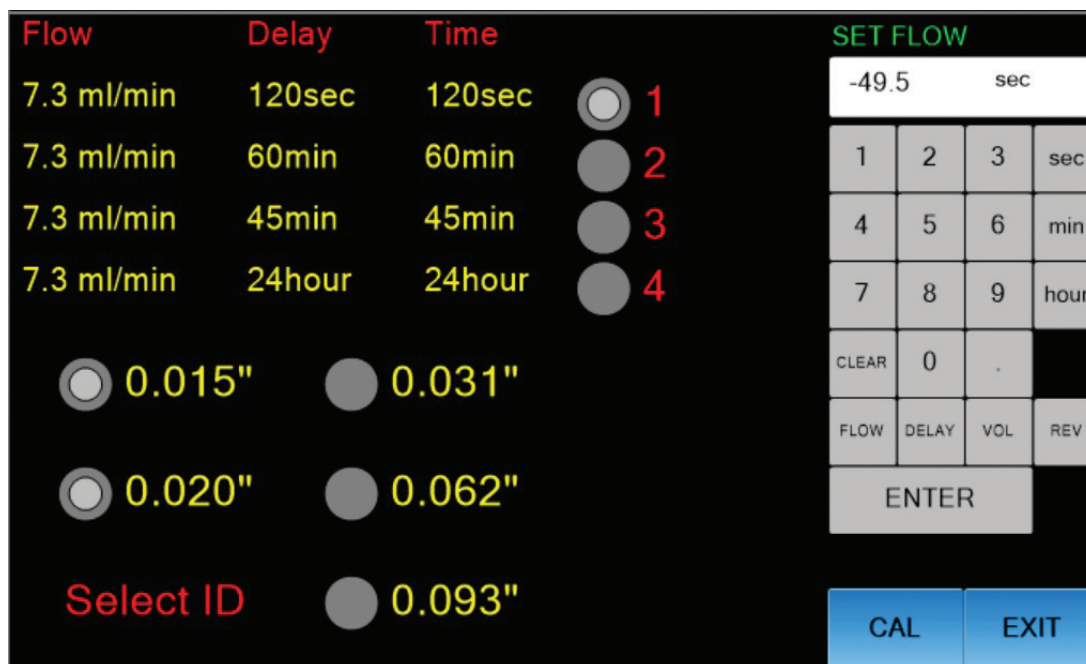 Flow Delay Time
7.3 ml/min 120sec 120sec 1
7.3 ml/min 60min 60min 2
7.3 ml/min 45min 45min 3
7.3 ml/min 24hour 24hour 4
0.015" 0.031"
0.020" 0.062"
Select ID 0.093"
SET FLOW
-49.5 sec
1 2 3 sec
4 5 6 min
7 8 9 hour
CLEAR 0 .
FLOW DELAY VOL REV
ENTER
CAL EXIT